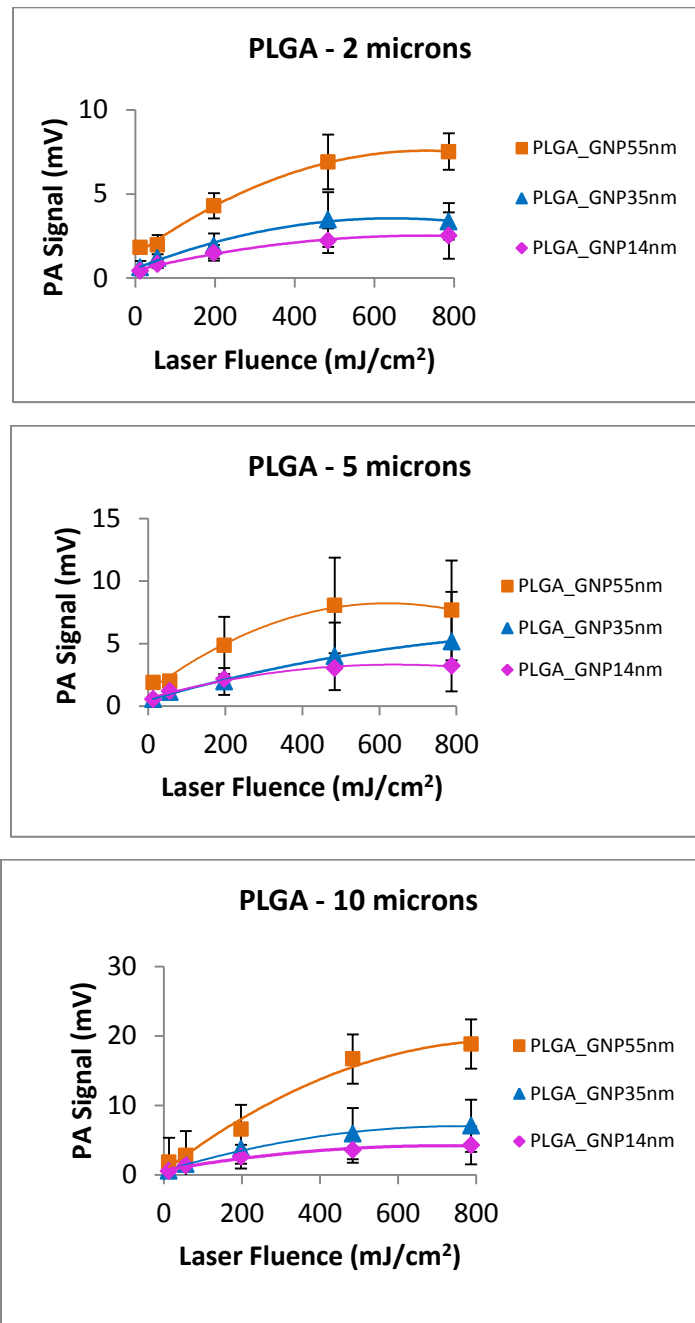 PLGA - 2 microns
10
5
0
0 200 400 600 800
PA Signal (mV)
Laser Fluence (mJ/cm²)
PLGA_GNP55nm
PLGA_GNP35nm
PLGA_GNP14nm
PLGA - 5 microns
15
10
5
0
0 200 400 600 800
PA Signal (mV)
Laser Fluence (mJ/cm²)
PLGA_GNP55nm
PLGA_GNP35nm
PLGA_GNP14nm
PLGA - 10 microns
30
20
10
0
0 200 400 600 800
PA Signal (mV)
Laser Fluence (mJ/cm²)
PLGA_GNP55nm
PLGA_GNP35nm
PLGA_GNP14nm